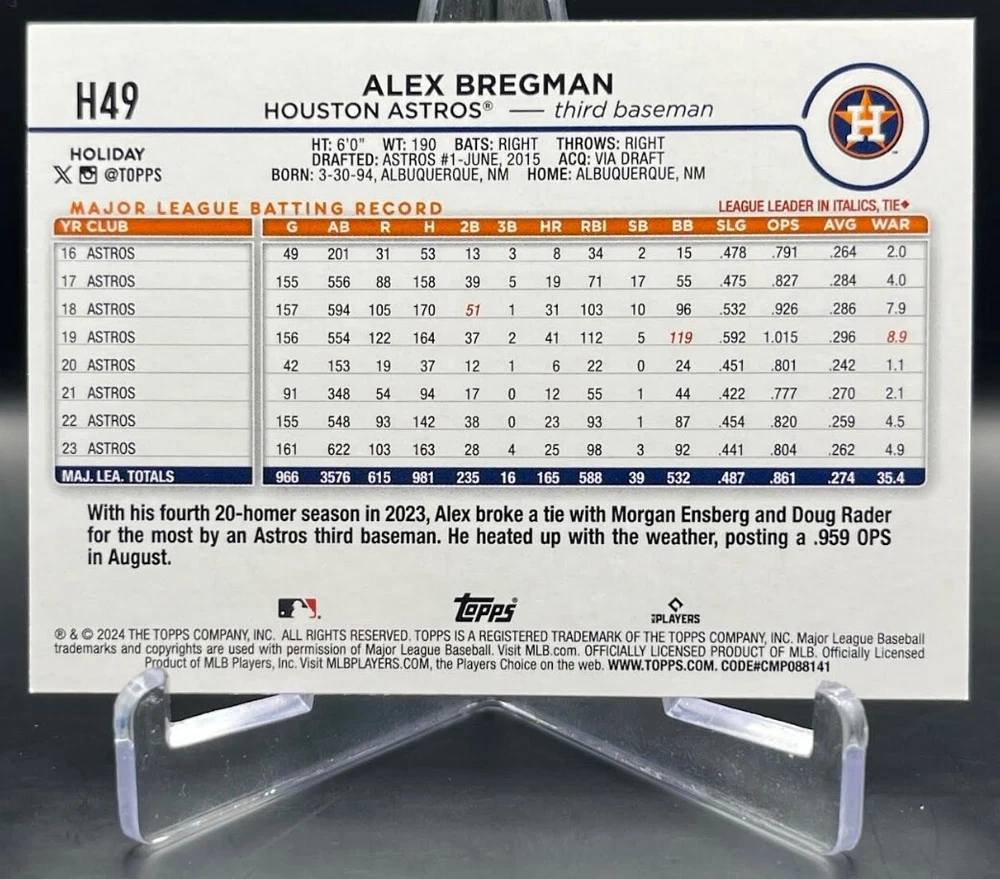 H49
ALEX BREGMAN
HOUSTON ASTROS® — third baseman
H
HOLIDAY
X @TOPPS
HT: 6'0" WT: 190 BATS: RIGHT THROWS: RIGHT
DRAFTED: ASTROS #1-JUNE, 2015 ACQ: VIA DRAFT
BORN: 3-30-94, ALBUQUERQUE, NM HOME: ALBUQUERQUE, NM
MAJOR LEAGUE BATTING RECORD LEAGUE LEADER IN ITALICS, TIE◆
YR CLUB G AB R H 2B 3B HR RBI SB BB SLG OPS AVG WAR
16 ASTROS 49 201 31 53 13 3 8 34 2 15 .478 .791 .264 2.0
17 ASTROS 155 556 88 158 39 5 19 71 17 55 .475 .827 .284 4.0
18 ASTROS 157 594 105 170 51 1 31 103 10 96 .532 .926 .286 7.9
19 ASTROS 156 554 122 164 37 2 41 112 5 119 .592 1.015 .296 8.9
20 ASTROS 42 153 19 37 12 1 6 22 0 24 .451 .801 .242 1.1
21 ASTROS 91 348 54 94 17 0 12 55 1 44 .422 .777 .270 2.1
22 ASTROS 155 548 93 142 38 0 23 93 1 87 .454 .820 .259 4.5
23 ASTROS 161 622 103 163 28 4 25 98 3 92 .441 .804 .262 4.9
MAJ. LEA. TOTALS 966 3576 615 981 235 16 165 588 39 532 .487 .861 .274 35.4
With his fourth 20-homer season in 2023, Alex broke a tie with Morgan Ensberg and Doug Rader
for the most by an Astros third baseman. He heated up with the weather, posting a .959 OPS
in August.
Topps®
MLBPLAYERS
® & © 2024 THE TOPPS COMPANY, INC. ALL RIGHTS RESERVED. TOPPS IS A REGISTERED TRADEMARK OF THE TOPPS COMPANY, INC. Major League Baseball
trademarks and copyrights are used with permission of Major League Baseball. Visit MLB.com. OFFICIALLY LICENSED PRODUCT OF MLB. Officially Licensed
Product of MLB Players, Inc. Visit MLBPLAYERS.COM, the Players Choice on the web. WWW.TOPPS.COM. CODE#CMP088141